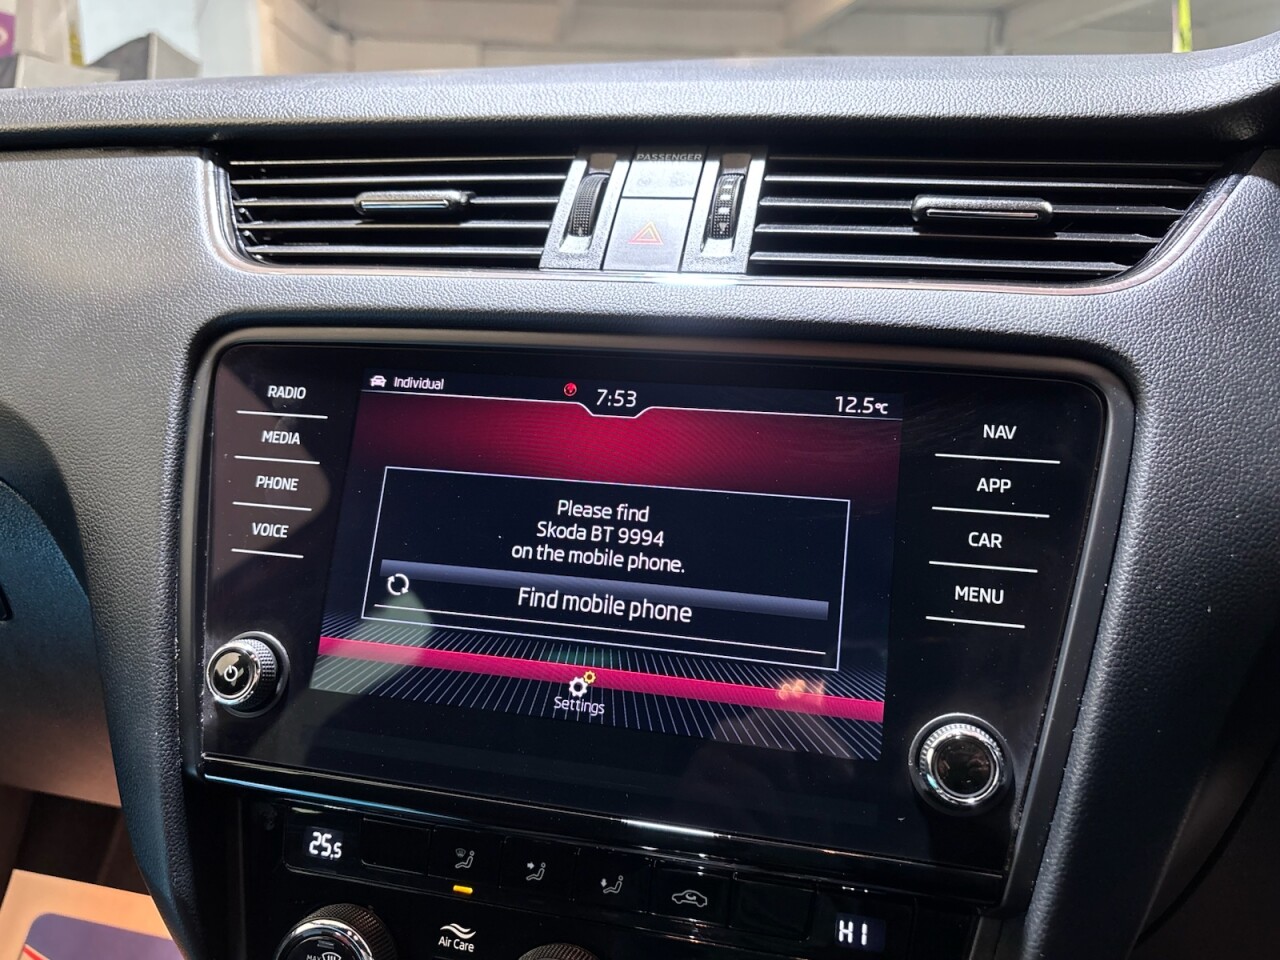 PASSENGER
RADIO
MEDIA
PHONE
VOICE
Individual
7:53
12.5°C
Please find
Skoda BT 9994
on the mobile phone.
Find mobile phone
Settings
NAV
APP
CAR
MENU
25.5
HI
Air Care
MAX